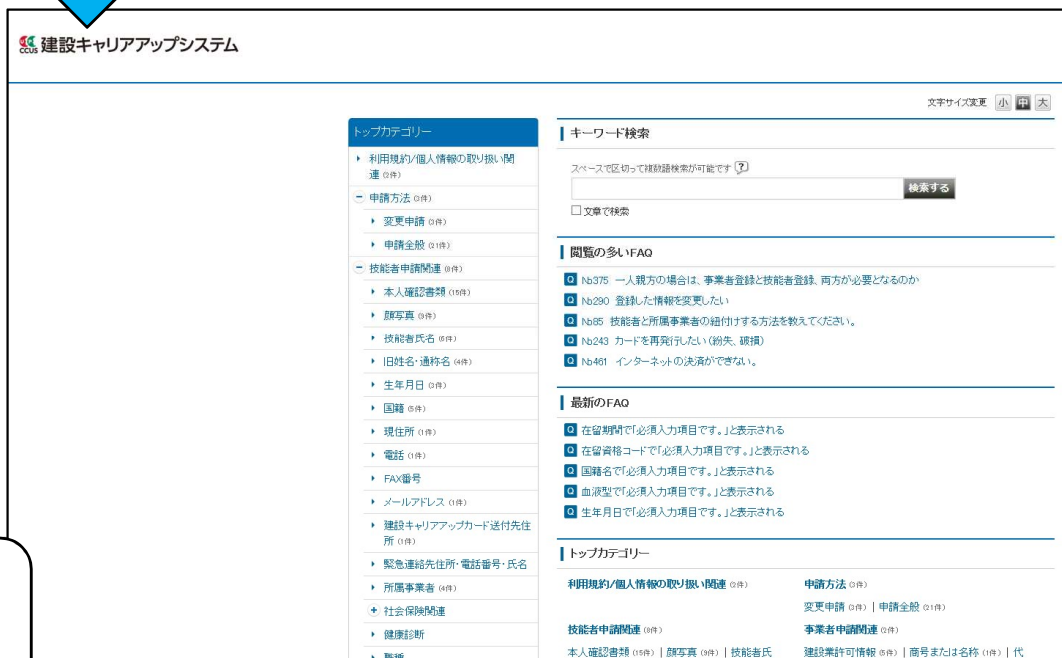 CCUS 建設キャリアアップシステム
文字サイズ変更 小 中 大
トップカテゴリー
利用規約/個人情報の取り扱い関
連 (2件)
申請方法 (3件)
変更申請 (3件)
申請全般 (21件)
技能者申請関連 (8件)
本人確認書類 (15件)
顔写真 (9件)
技能者氏名 (6件)
旧姓名・通称名 (4件)
生年月日 (3件)
国籍 (5件)
現住所 (1件)
電話 (1件)
FAX番号
メールアドレス (1件)
建設キャリアアップカード送付先住
所 (1件)
緊急連絡先住所・電話番号・氏名
所属事業者 (4件)
社会保険関連
健康診断
職種
キーワード検索
スペースで区切って複数語検索が可能です ?
検索する
文章で検索
閲覧の多いFAQ
Q No375 一人親方の場合は、事業者登録と技能者登録、両方が必要となるのか
Q No290 登録した情報を変更したい
Q No85 技能者と所属事業者の紐付けする方法を教えてください。
Q No243 カードを再発行したい（紛失、破損）
Q No461 インターネットの決済ができない。
最新のFAQ
Q 在留期間で「必須入力項目です。」と表示される
Q 在留資格コードで「必須入力項目です。」と表示される
Q 国籍名で「必須入力項目です。」と表示される
Q 血液型で「必須入力項目です。」と表示される
Q 生年月日で「必須入力項目です。」と表示される
トップカテゴリー
利用規約/個人情報の取り扱い関連 (2件)
申請方法 (3件)
変更申請 (3件) | 申請全般 (21件)
技能者申請関連 (8件)
本人確認書類 (15件) | 顔写真 (9件) | 技能者氏
事業者申請関連 (2件)
建設業許可情報 (5件) | 商号または名称 (1件) | 代